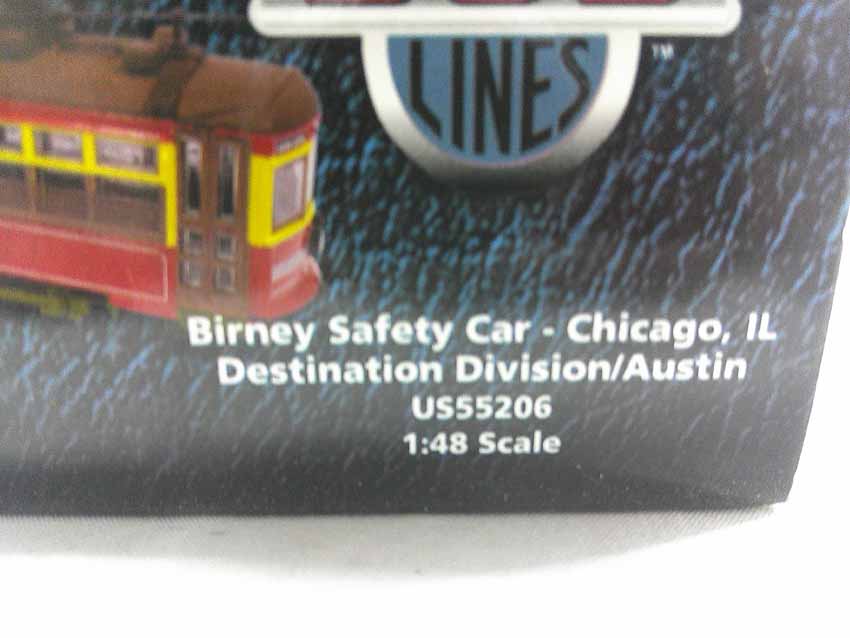 LINES
TM
Birney Safety Car - Chicago, IL
Destination Division/Austin
US55206
1:48 Scale